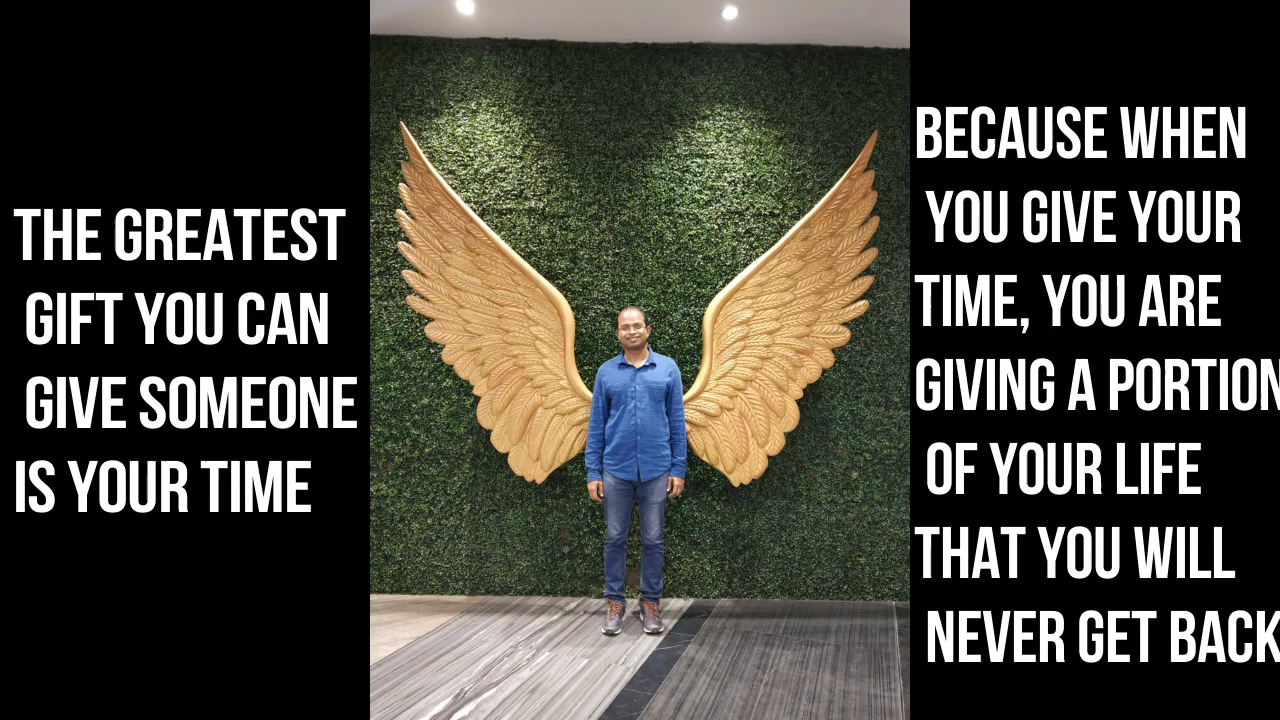 THE GREATEST
GIFT YOU CAN
GIVE SOMEONE
IS YOUR TIME
BECAUSE WHEN
YOU GIVE YOUR
TIME, YOU ARE
GIVING A PORTION
OF YOUR LIFE
THAT YOU WILL
NEVER GET BACK